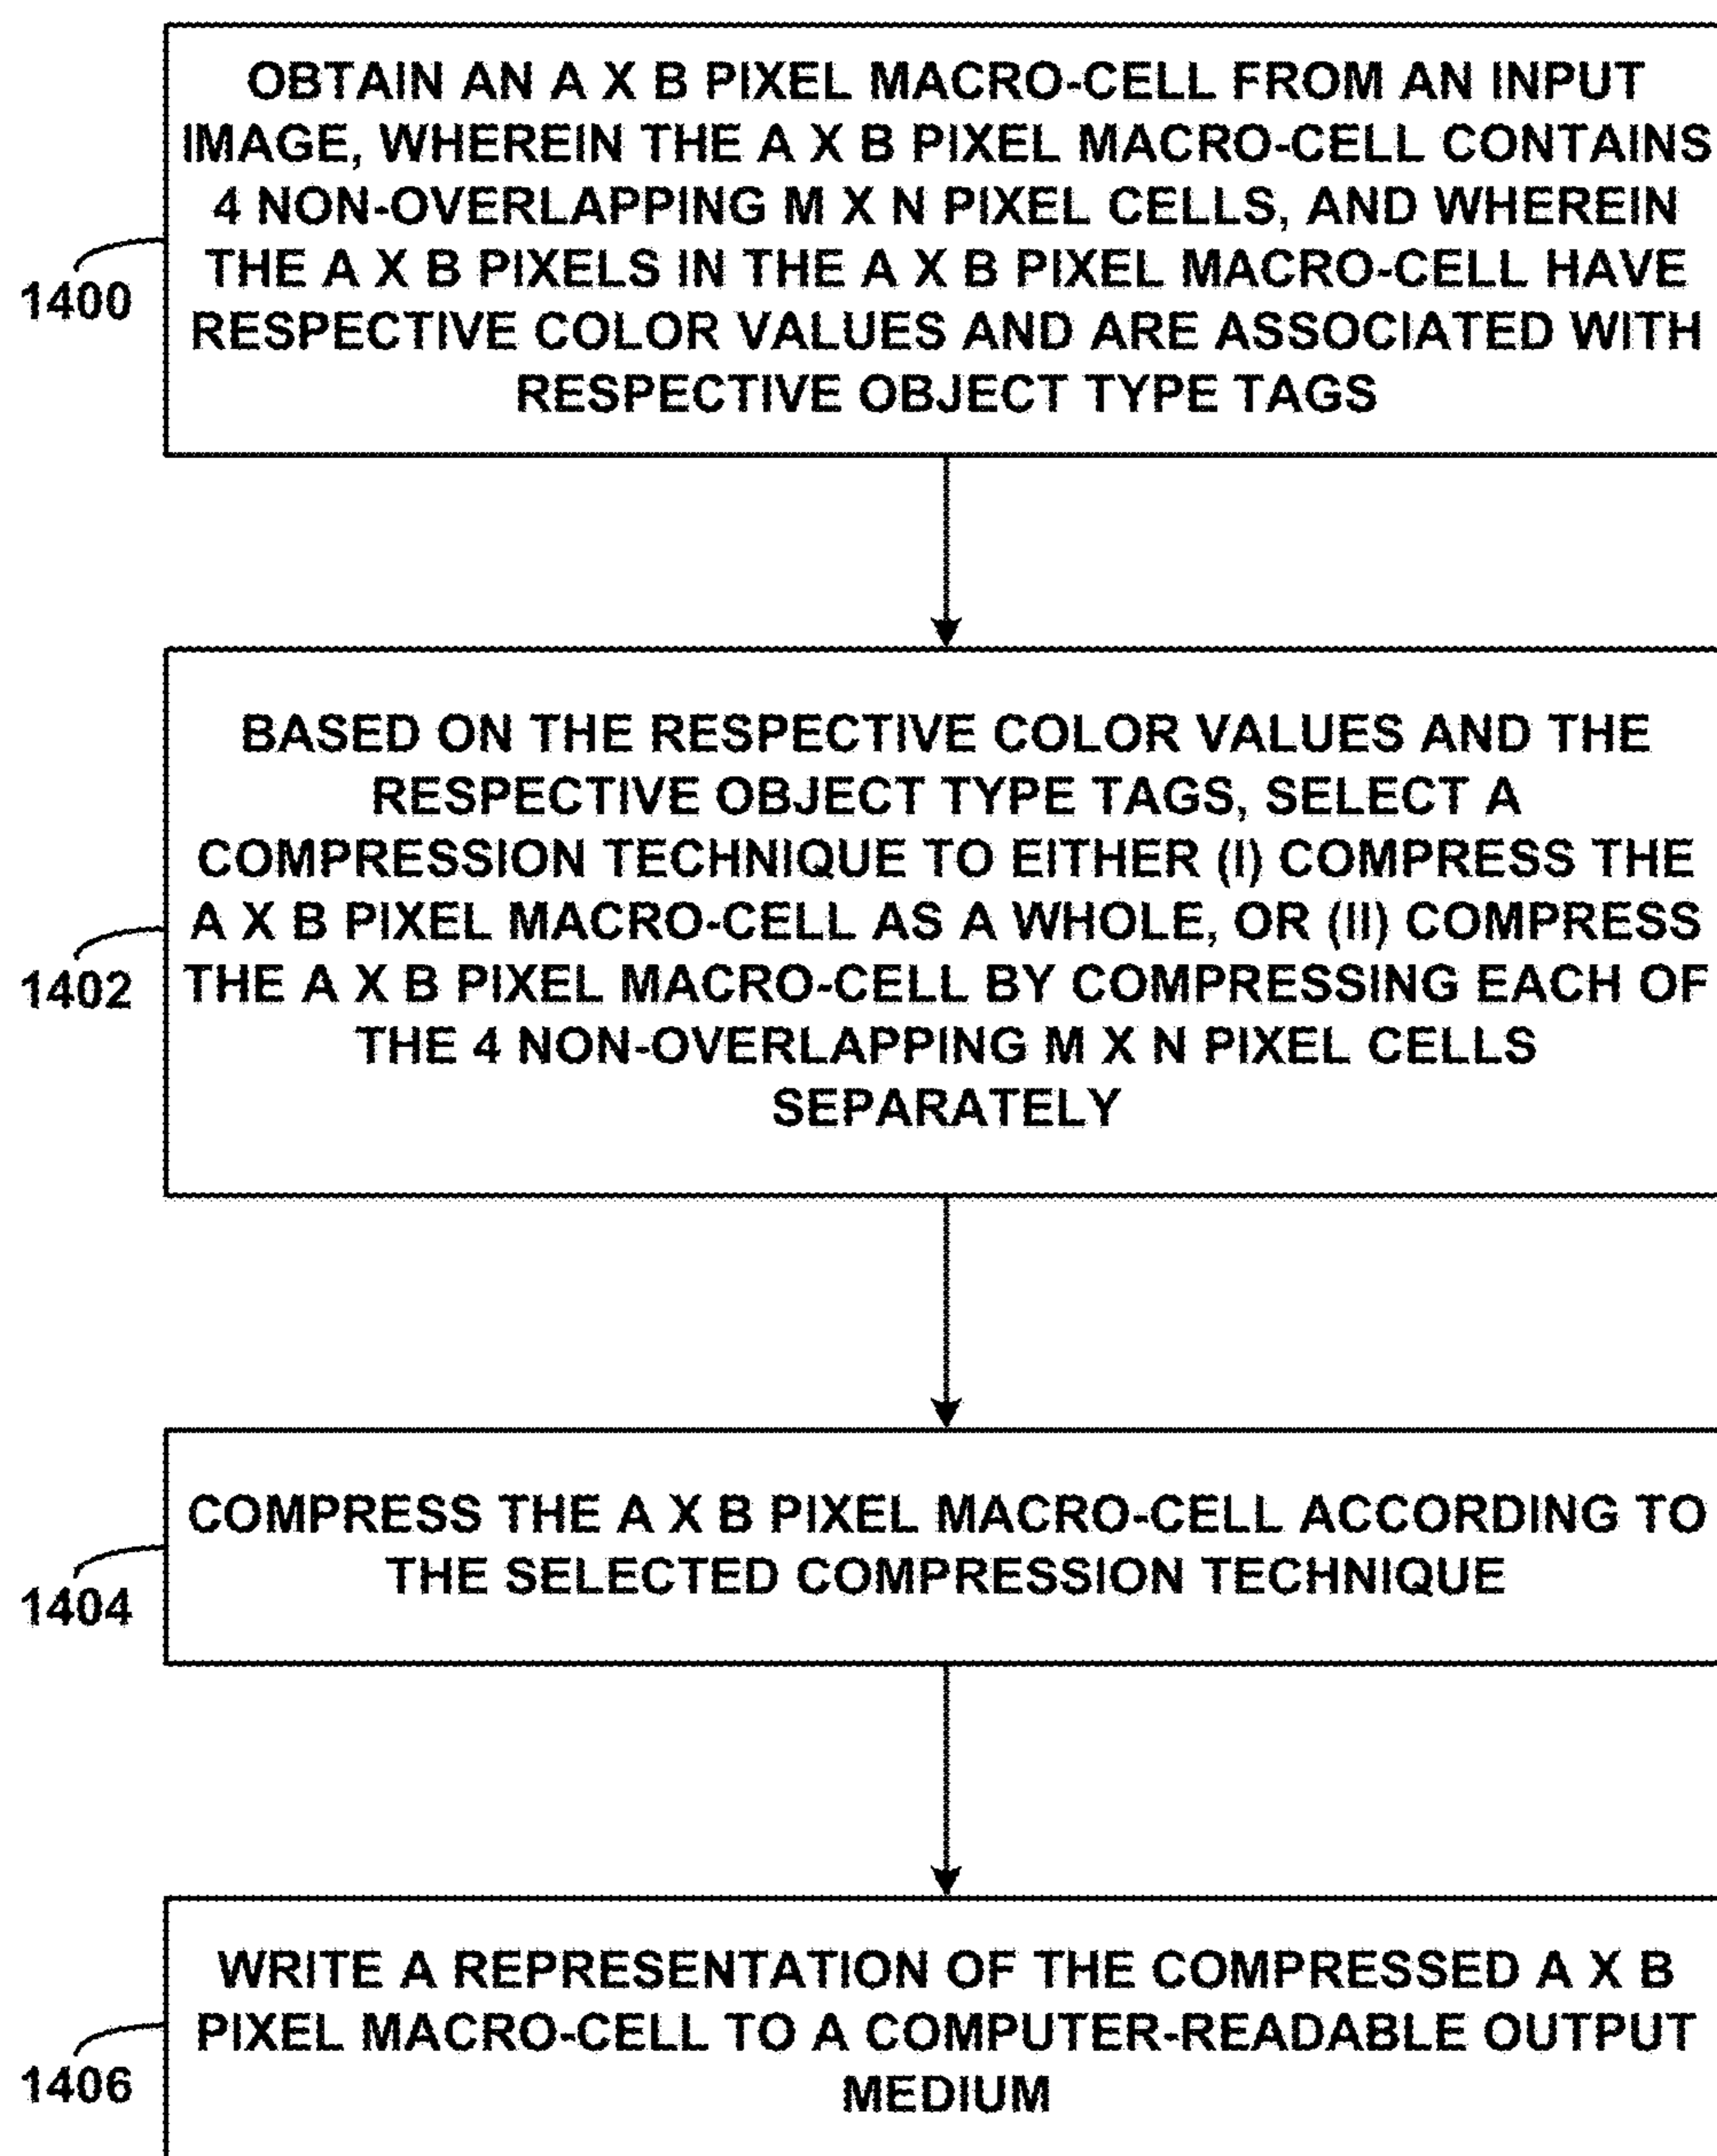 OBTAIN AN A X B PIXEL MACRO-CELL FROM AN INPUT
IMAGE, WHEREIN THE A X B PIXEL MACRO-CELL CONTAINS
4 NON-OVERLAPPING M X N PIXEL CELLS, AND WHEREIN
THE A X B PIXELS IN THE A X B PIXEL MACRO-CELL HAVE
RESPECTIVE COLOR VALUES AND ARE ASSOCIATED WITH
RESPECTIVE OBJECT TYPE TAGS
1400
BASED ON THE RESPECTIVE COLOR VALUES AND THE
RESPECTIVE OBJECT TYPE TAGS, SELECT A
COMPRESSION TECHNIQUE TO EITHER (I) COMPRESS THE
A X B PIXEL MACRO-CELL AS A WHOLE, OR (II) COMPRESS
THE A X B PIXEL MACRO-CELL BY COMPRESSING EACH OF
THE 4 NON-OVERLAPPING M X N PIXEL CELLS
SEPARATELY
1402
COMPRESS THE A X B PIXEL MACRO-CELL ACCORDING TO
THE SELECTED COMPRESSION TECHNIQUE
1404
WRITE A REPRESENTATION OF THE COMPRESSED A X B
PIXEL MACRO-CELL TO A COMPUTER-READABLE OUTPUT
MEDIUM
1406